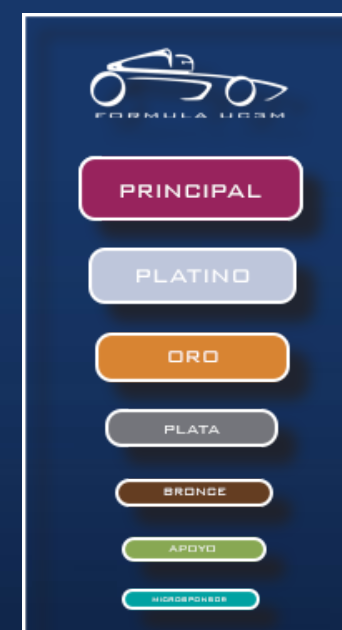 FORMULA UC3M
PRINCIPAL
PLATINO
ORO
PLATA
BRONCE
APOYO
MICROSPONSOR